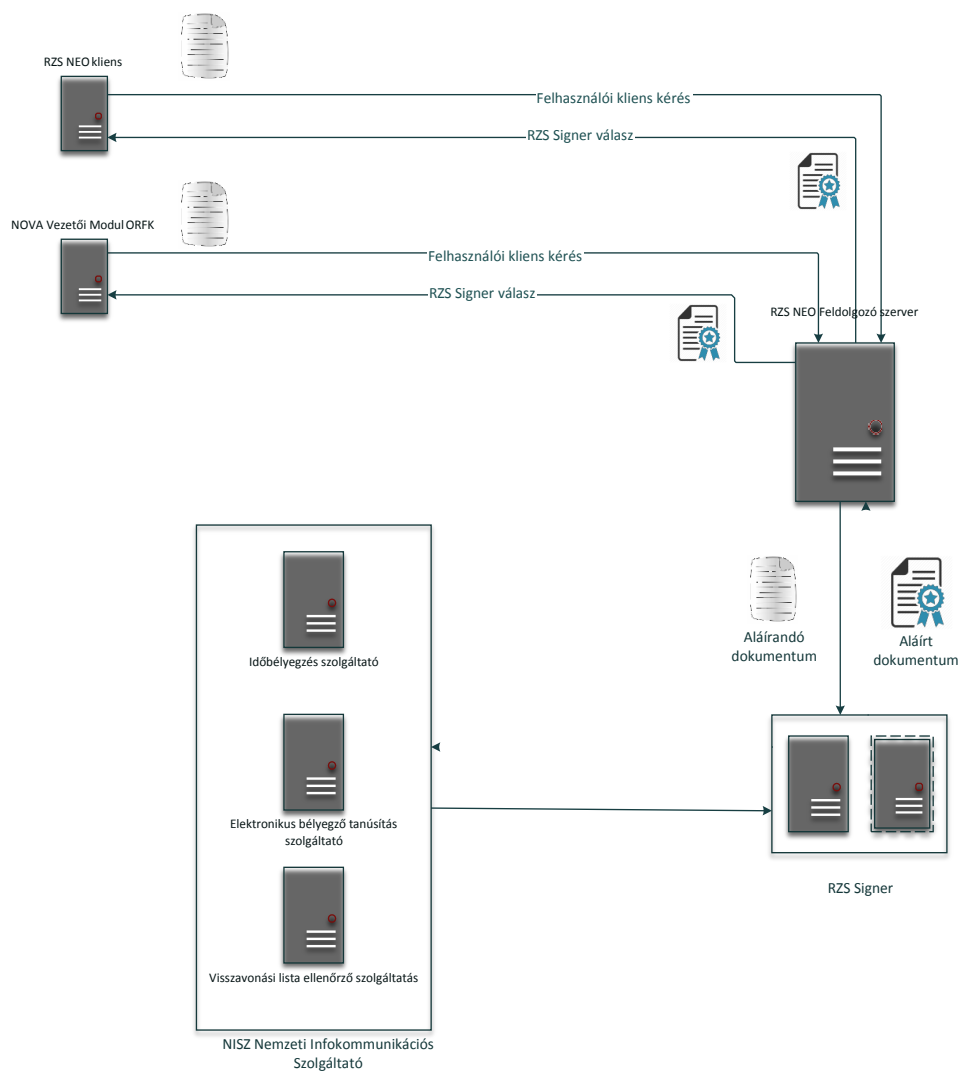 RZS NEO kliens
Felhasználói kliens kérés
RZS Signer válasz
NOVA Vezetői Modul ORFK
Felhasználói kliens kérés
RZS Signer válasz
RZS NEO Feldolgozó szerver
Időbélyegzés szolgáltató
Aláírandó
dokumentum
Aláírt
dokumentum
Elektronikus bélyegző tanúsítás
szolgáltató
RZS Signer
Visszavonási lista ellenőrző szolgáltatás
NISZ Nemzeti Infokommunikációs
Szolgáltató